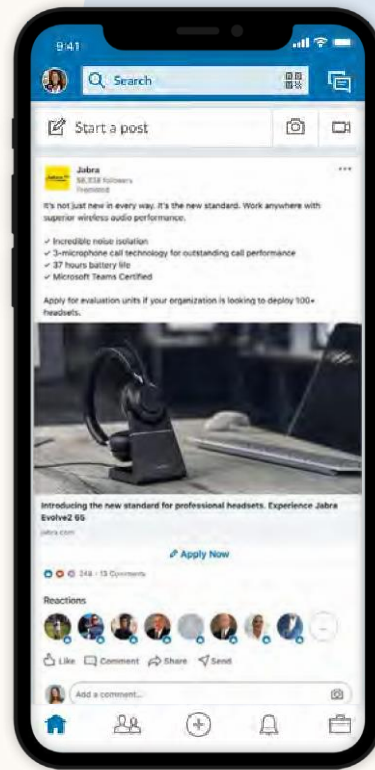 9:41
Search
Start a post
Jabra
Promoted
It's not just new in every way. It's the new standard. Work anywhere with
superior wireless audio performance.
✓ Incredible noise isolation
✓ 3-microphone call technology for outstanding call performance
✓ 37 hours battery life
✓ Microsoft Teams Certified
Apply for evaluation units if your organization is looking to deploy 100+
headsets.
Introducing the new standard for professional headsets. Experience Jabra
Evolve2 65
jabra.com
Apply Now
248 · 13 Comments
Reactions
Like Comment Share Send
Add a comment...